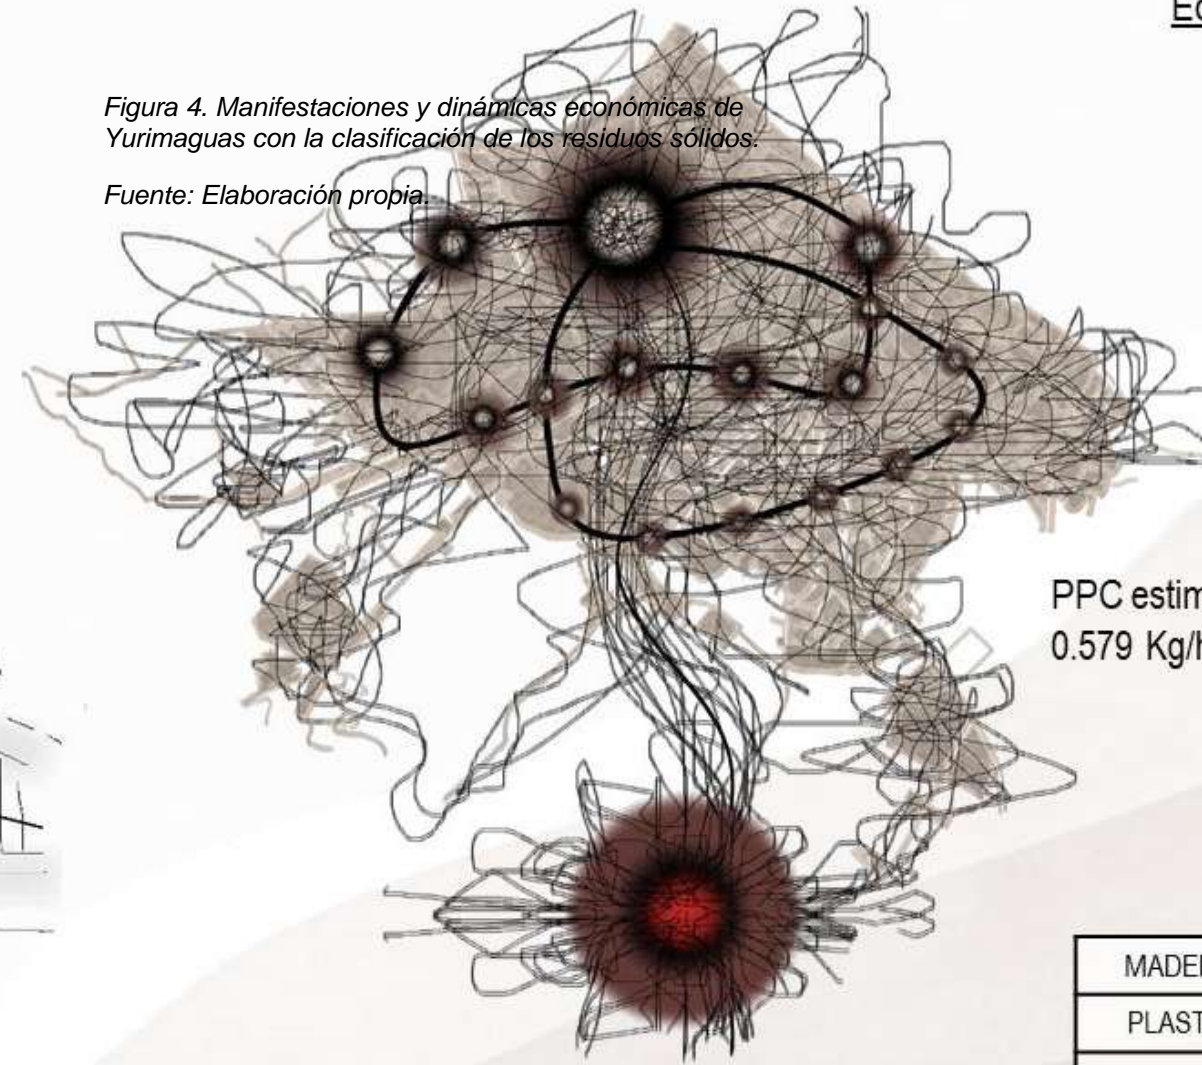 Figura 4. Manifestaciones y dinámicas económicas de
Yurimaguas con la clasificación de los residuos sólidos.
Fuente: Elaboración propia.
PPC
0.579